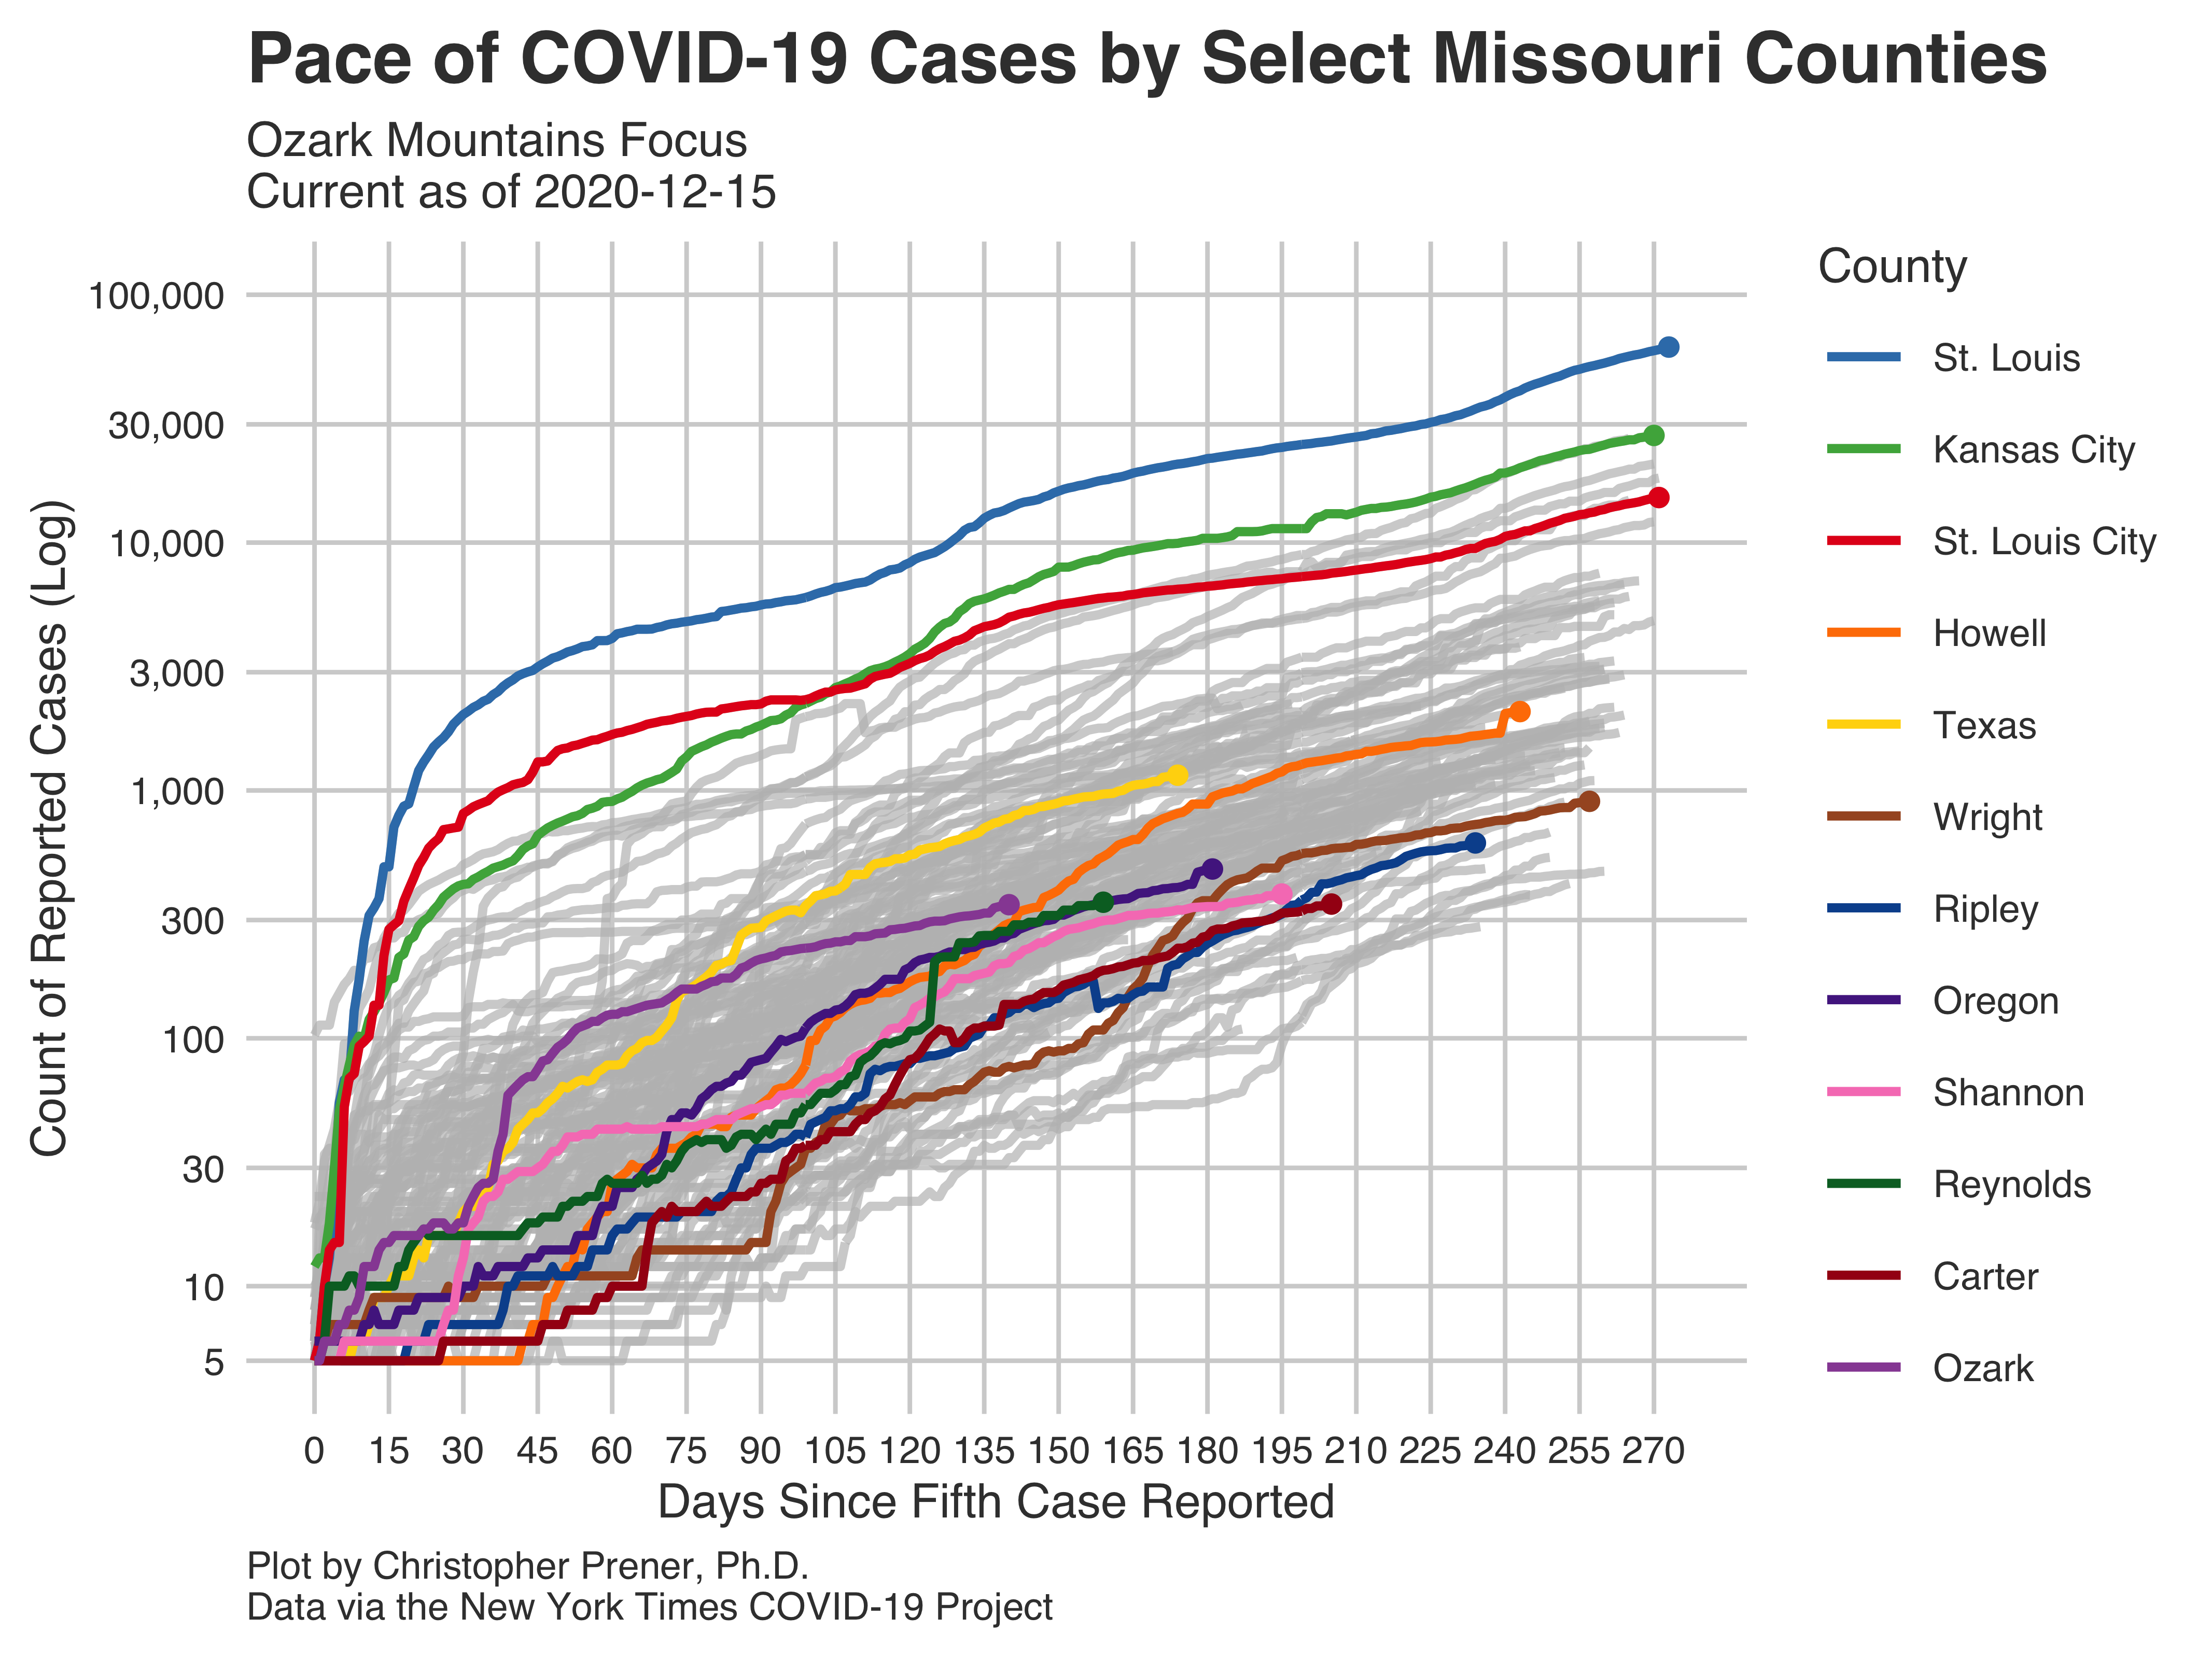 Pace of COVID-19 Cases by Select Missouri Counties
Ozark Mountains Focus
Current as of 2020-12-15
Count of Reported Cases (Log)
100,000
30,000
10,000
3,000
1,000
300
100
30
10
5
0 15 30 45 60 75 90 105 120 135 150 165 180 195 210 225 240 255 270
Days Since Fifth Case Reported
County
St. Louis
Kansas City
St. Louis City
Howell
Texas
Wright
Ripley
Oregon
Shannon
Reynolds
Carter
Ozark
Plot by Christopher Prener, Ph.D.
Data via the New York Times COVID-19 Project